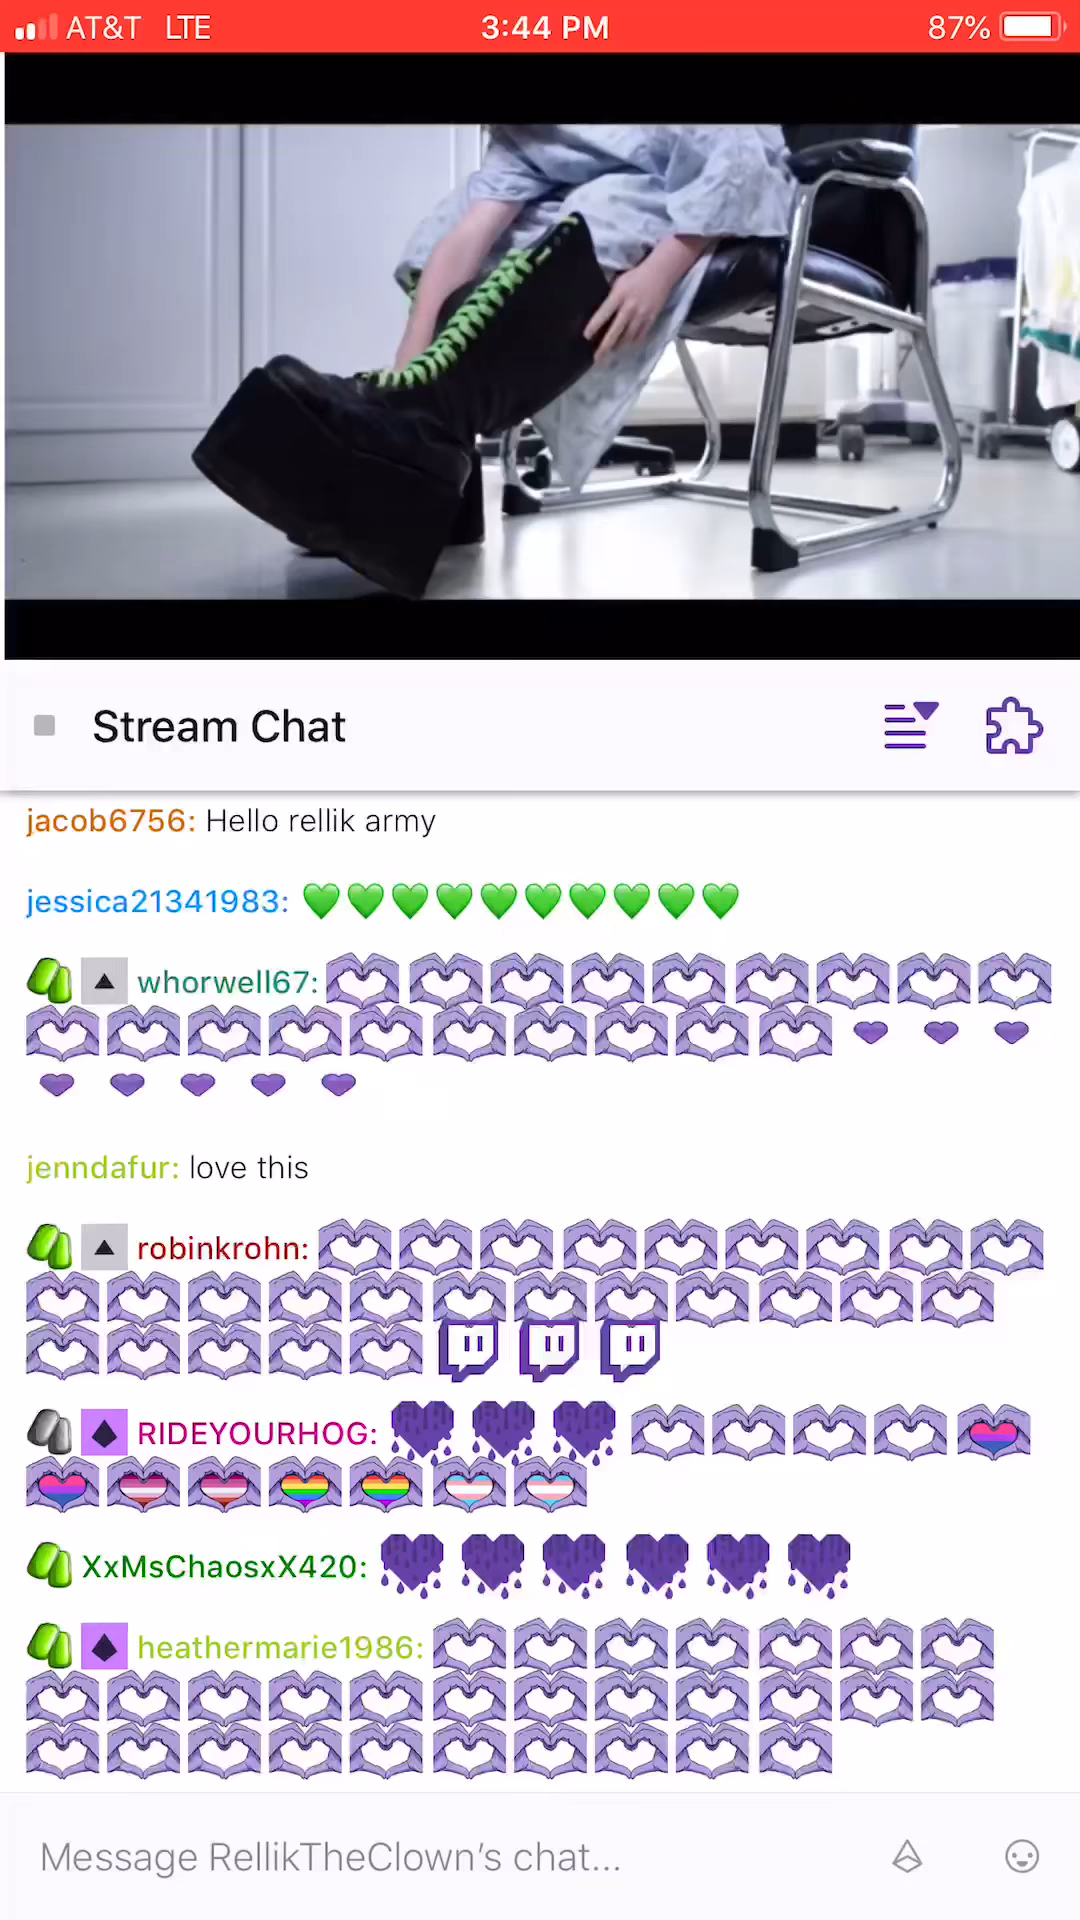 AT&T LTE 3:44 PM 87%
Stream Chat
jacob6756: Hello rellik army
jessica21341983: 💚💚💚💚💚💚💚💚💚💚
whorwell67:
jenndafur: love this
robinkrohn:
RIDEYOURHOG:
XxMsChaosxX420:
heathermarie1986:
Message RellikTheClown’s chat...